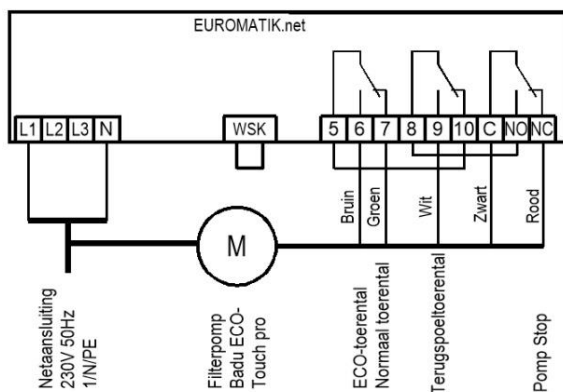 EUROMATIK.net
L1 L2 L3 N
WSK
5 6 7 8 9 10 C NO NC
Bruin
Groen
Wit
Zwart
Rood
M
Netaansluiting
230V 50Hz
1/N/PE
Filterpomp
Badu ECO-
Touch pro
ECO-toerental
Normaal toerental
Terugspoeltoerental
Pomp Stop